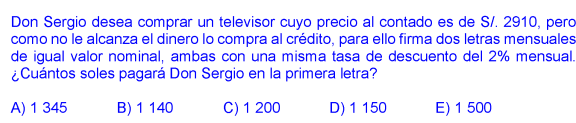 Don Sergio desea comprar un televisor cuyo precio al contado es de S/. 2910, pero
como no le alcanza el dinero lo compra al crédito, para ello firma dos letras mensuales
de igual valor nominal, ambas con una misma tasa de descuento del 2% mensual.
¿Cuántos soles pagará Don Sergio en la primera letra?
A) 1 345 B) 1 140 C) 1 200 D) 1 150 E) 1 500